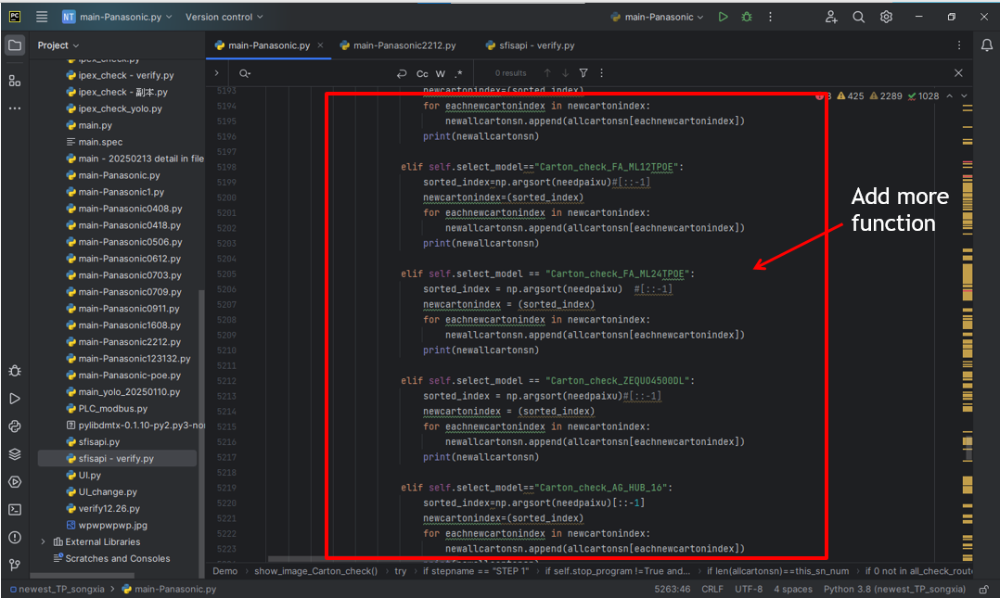 PC NT main-Panasonic.py Version control main-Panasonic
Project
main-Panasonic.py
main-Panasonic2212.py
sfisapi - verify.py
Cc W .* 0 results
3 425 2289 1028
ipex_check.py
ipex_check - verify.py
ipex_check - 副本.py
ipex_check_yolo.py
main.py
main.spec
main - 20250213 detail in file
main-Panasonic.py
main-Panasonic1.py
main-Panasonic0408.py
main-Panasonic0418.py
main-Panasonic0506.py
main-Panasonic0612.py
main-Panasonic0703.py
main-Panasonic0709.py
main-Panasonic0911.py
main-Panasonic1608.py
main-Panasonic2212.py
main-Panasonic123132.py
main-Panasonic-poe.py
main_yolo_20250110.py
PLC_modbus.py
pylibdmtx-0.1.10-py2.py3-no
sfisapi.py
sfisapi - verify.py
UI.py
UI_change.py
verify12.26.py
wpwpwpwp.jpg
External Libraries
Scratches and Consoles
5193 newcartonindex=(sorted_index)
5194 for eachnewcartonindex in newcartonindex:
5195 newallcartonsn.append(allcartonsn[eachnewcartonindex])
5196 print(newallcartonsn)
5197
5198 elif self.select_model=="Carton_check_FA_ML12TPOE":
5199 sorted_index=np.argsort(needpaixu)#[::-1]
5200 newcartonindex=(sorted_index)
5201 for eachnewcartonindex in newcartonindex:
5202 newallcartonsn.append(allcartonsn[eachnewcartonindex])
5203 print(newallcartonsn)
5204
5205 elif self.select_model == "Carton_check_FA_ML24TPOE":
5206 sorted_index = np.argsort(needpaixu) #[::-1]
5207 newcartonindex = (sorted_index)
5208 for eachnewcartonindex in newcartonindex:
5209 newallcartonsn.append(allcartonsn[eachnewcartonindex])
5210 print(newallcartonsn)
5211
5212 elif self.select_model == "Carton_check_ZEQUO4500DL":
5213 sorted_index = np.argsort(needpaixu)#[::-1]
5214 newcartonindex = (sorted_index)
5215 for eachnewcartonindex in newcartonindex:
5216 newallcartonsn.append(allcartonsn[eachnewcartonindex])
5217 print(newallcartonsn)
5218
5219 elif self.select_model=="Carton_check_AG_HUB_16":
5220 sorted_index=np.argsort(needpaixu)[::-1]
5221 newcartonindex=(sorted_index)
5222 for eachnewcartonindex in newcartonindex:
5223 newallcartonsn.append(allcartonsn[eachnewcartonindex])
print(newallcartonsn)
Add more
function
Demo show_image_Carton_check() try if stepname == "STEP 1" if self.stop_program !=True and... if len(allcartonsn)==this_sn_num if 0 not in all_check_rout
newest_TP_songxia main-Panasonic.py 5263:46 CRLF UTF-8 4 spaces Python 3.8 (newest_TP_songxia)